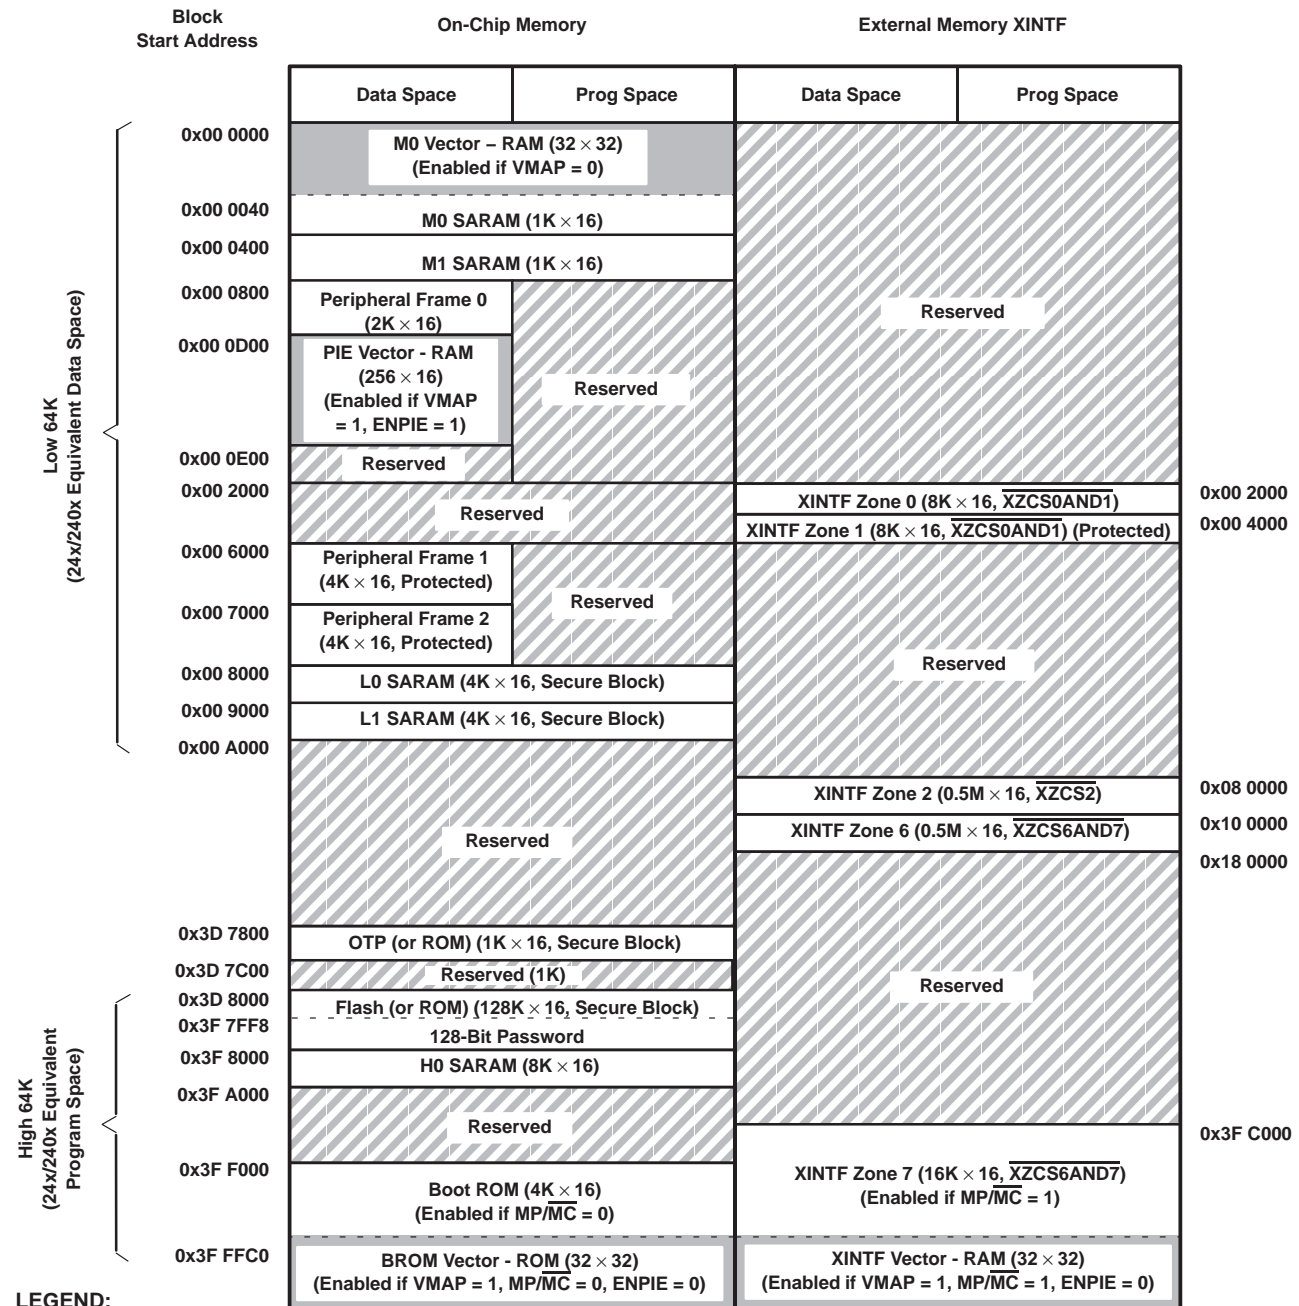 Block
Start Address
On-Chip Memory
External Memory XINTF
Data Space
Prog Space
Data Space
Prog Space
Low 64K
(24x/240x Equivalent Data Space)
0x00 0000
M0 Vector – RAM (32 × 32)
(Enabled if VMAP = 0)
0x00 0040
M0 SARAM (1K × 16)
0x00 0400
M1 SARAM (1K × 16)
0x00 0800
Peripheral Frame 0
(2K × 16)
0x00 0D00
PIE Vector - RAM
(256 × 16)
(Enabled if VMAP
= 1, ENPIE = 1)
Reserved
Reserved
0x00 0E00
Reserved
0x00 2000
Reserved
XINTF Zone 0 (8K × 16, XZCS0AND1)
0x00 2000
XINTF Zone 1 (8K × 16, XZCS0AND1) (Protected)
0x00 4000
0x00 6000
Peripheral Frame 1
(4K × 16, Protected)
Reserved
0x00 7000
Peripheral Frame 2
(4K × 16, Protected)
Reserved
0x00 8000
L0 SARAM (4K × 16, Secure Block)
0x00 9000
L1 SARAM (4K × 16, Secure Block)
0x00 A000
XINTF Zone 2 (0.5M × 16, XZCS2)
0x08 0000
XINTF Zone 6 (0.5M × 16, XZCS6AND7)
0x10 0000
Reserved
0x18 0000
High 64K
(24x/240x Equivalent
Program Space)
0x3D 7800
OTP (or ROM) (1K × 16, Secure Block)
0x3D 7C00
Reserved (1K)
Reserved
0x3D 8000
Flash (or ROM) (128K × 16, Secure Block)
0x3F 7FF8
128-Bit Password
0x3F 8000
H0 SARAM (8K × 16)
0x3F A000
Reserved
0x3F C000
0x3F F000
Boot ROM (4K × 16)
(Enabled if MP/MC = 0)
XINTF Zone 7 (16K × 16, XZCS6AND7)
(Enabled if MP/MC = 1)
0x3F FFC0
BROM Vector - ROM (32 × 32)
(Enabled if VMAP = 1, MP/MC = 0, ENPIE = 0)
XINTF Vector - RAM (32 × 32)
(Enabled if VMAP = 1, MP/MC = 1, ENPIE = 0)
LEGEND: